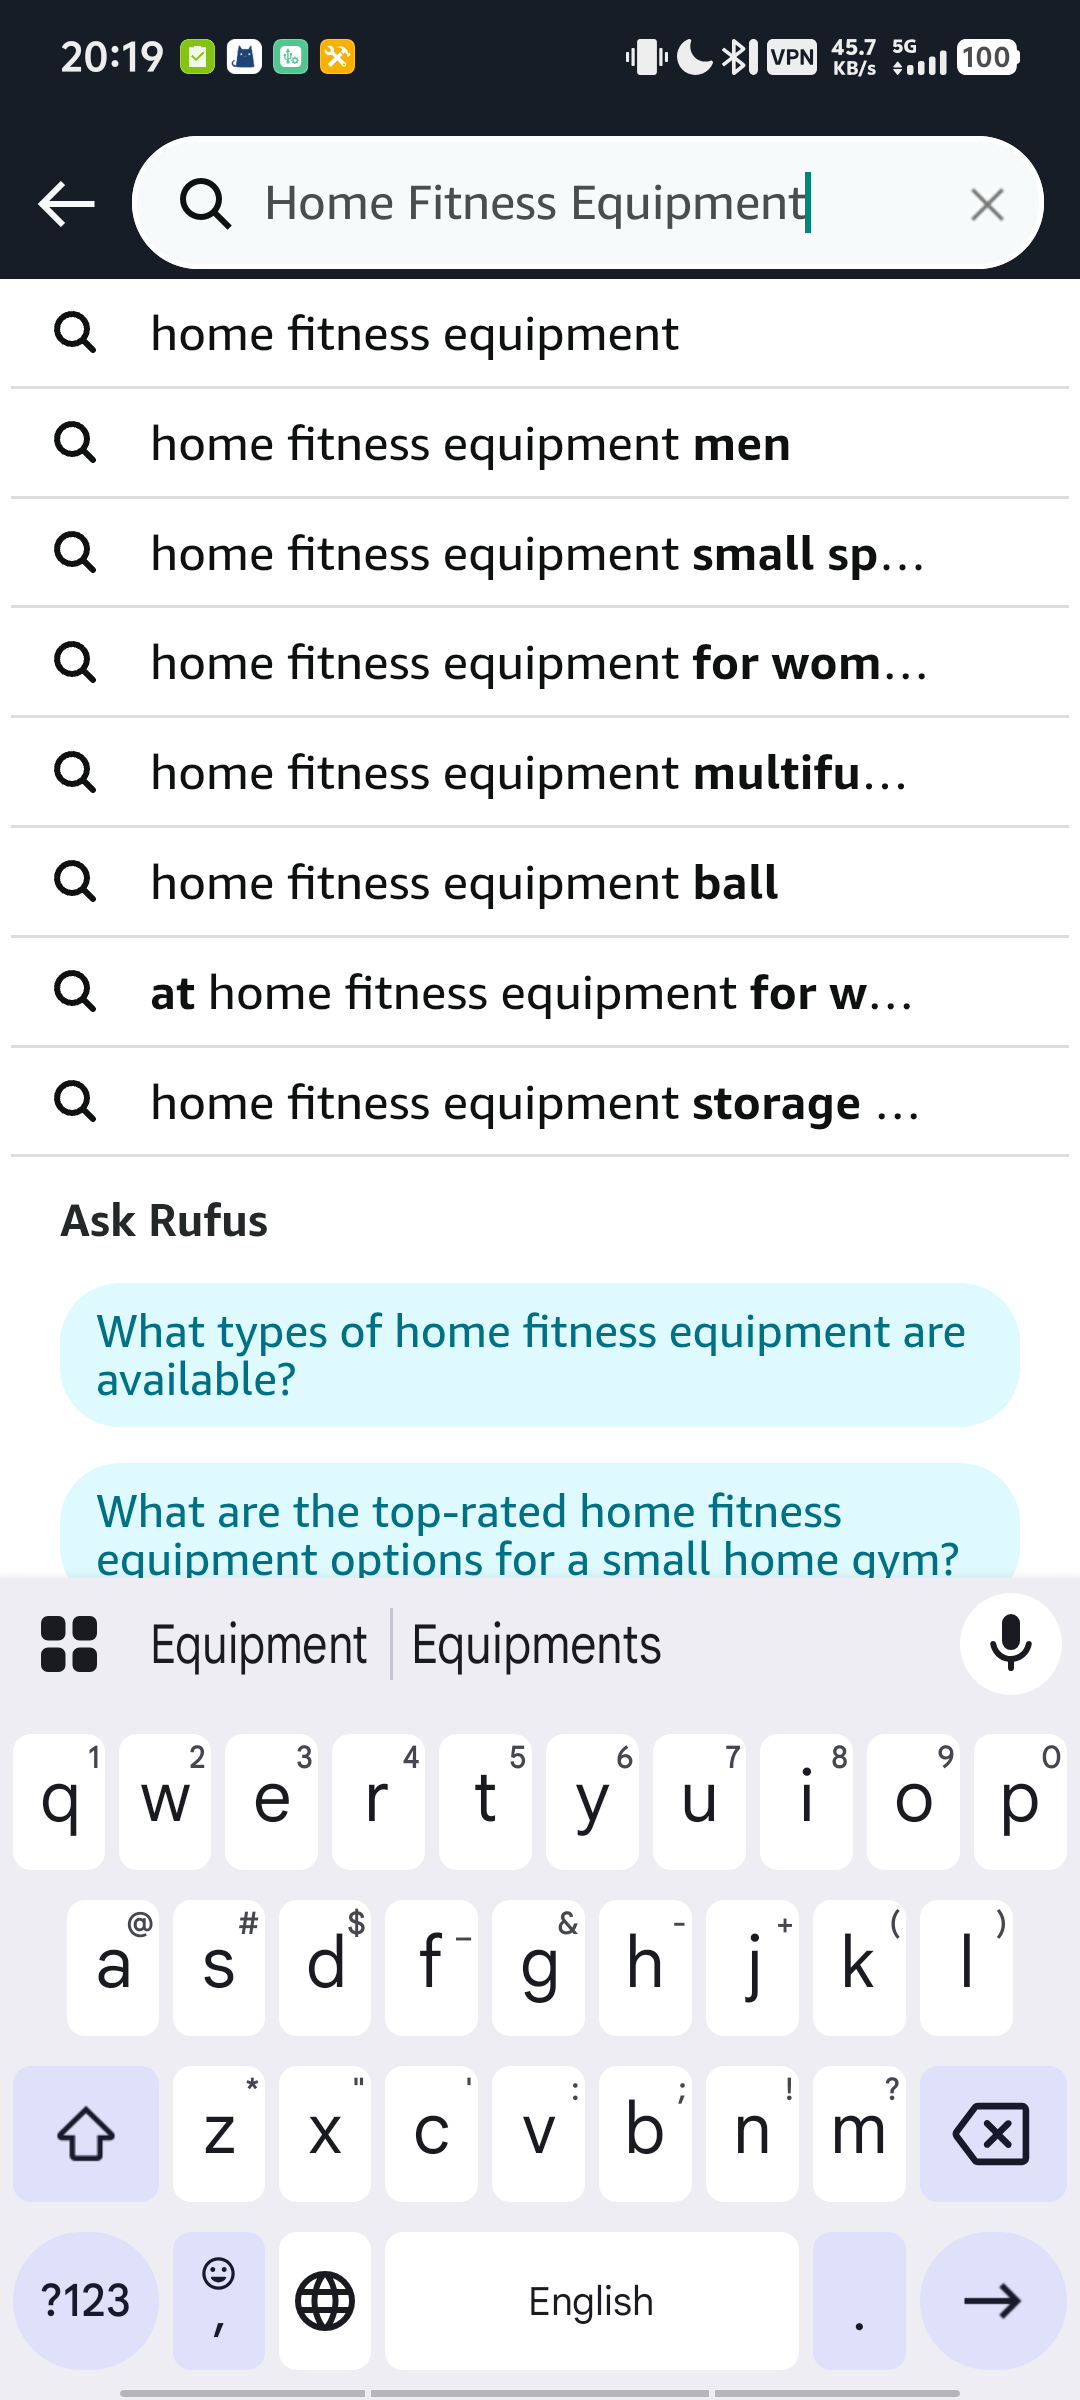 20:19
VPN 45.7 KB/s 5G 100
Home Fitness Equipment
home fitness equipment
home fitness equipment men
home fitness equipment small sp...
home fitness equipment for wom...
home fitness equipment multifu...
home fitness equipment ball
at home fitness equipment for w...
home fitness equipment storage ...
Ask Rufus
What types of home fitness equipment are
available?
What are the top-rated home fitness
equipment options for a small home gym?
Equipment Equipments
1 2 3 4 5 6 7 8 9 0
q w e r t y u i o p
@ # $ _ & - + ( )
a s d f g h j k l
* " ' : ; ! ?
z x c v b n m
?123 , English .